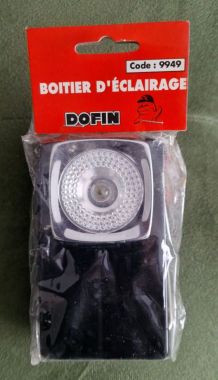 Code : 9949
BOITIER D'ÉCLAIRAGE
DOFIN